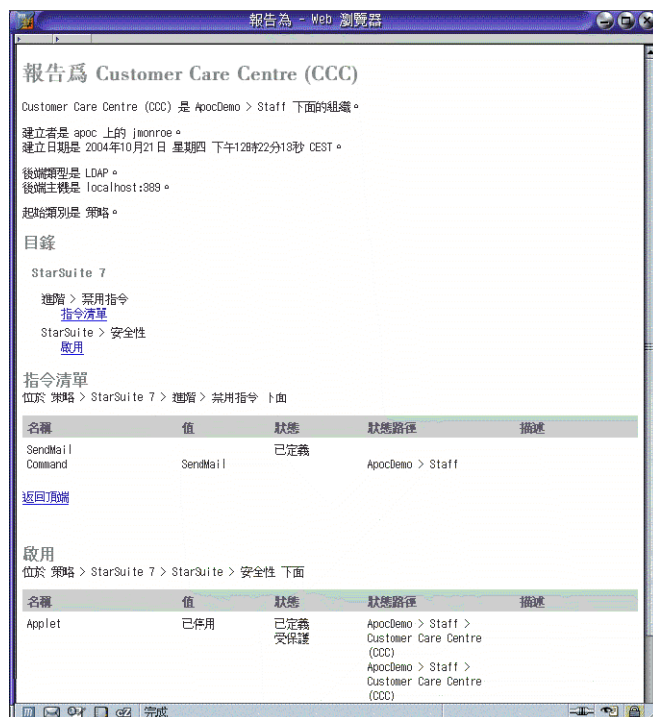 報告為 - Web 瀏覽器
報告爲 Customer Care Centre (CCC)
Customer Care Centre (CCC) 是 ApocDemo > Staff 下面的組織。
建立者是 apoc 上的 jmonroe。
建立日期是 2004年10月21日 星期四 下午12時22分13秒 CEST。
後端類型是 LDAP。
後端主機是 localhost:389。
起始類別是 策略。
目錄
StarSuite 7
進階 > 禁用指令
指令清單
StarSuite > 安全性
啟用
指令清單
位於 策略 > StarSuite 7 > 進階 > 禁用指令 下面
名稱 值 狀態 狀態路徑 描述
SendMail 已定義
Command SendMail ApocDemo > Staff
返回頂端
啟用
位於 策略 > StarSuite 7 > StarSuite > 安全性 下面
名稱 值 狀態 狀態路徑 描述
Applet 已停用 已定義 ApocDemo > Staff >
受保護 Customer Care Centre
(CCC)
ApocDemo > Staff >
Customer Care Centre
(CCC)
完成